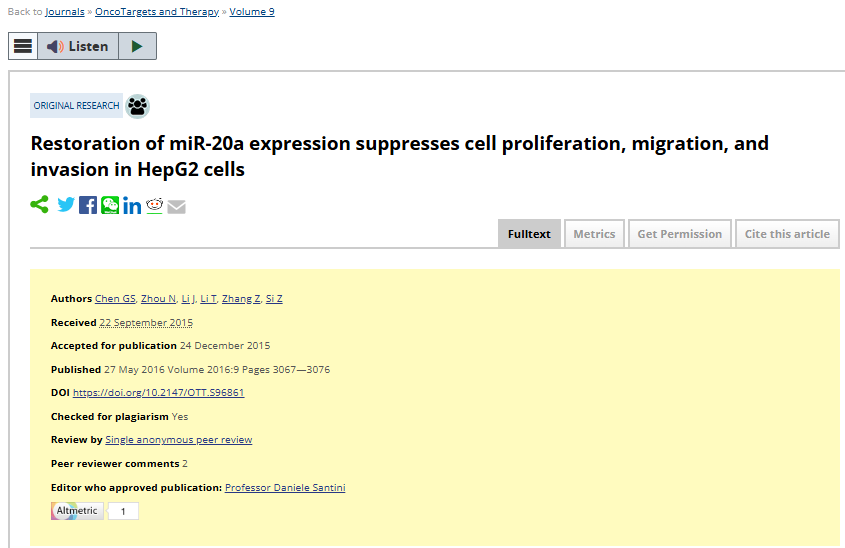 Back to Journals » OncoTargets and Therapy » Volume 9
Listen
ORIGINAL RESEARCH
Restoration of miR-20a expression suppresses cell proliferation, migration, and
invasion in HepG2 cells
Fulltext Metrics Get Permission Cite this article
Authors Chen GS, Zhou N, Li J, Li T, Zhang Z, Si Z
Received 22 September 2015
Accepted for publication 24 December 2015
Published 27 May 2016 Volume 2016:9 Pages 3067—3076
DOI https://doi.org/10.2147/OTT.S96861
Checked for plagiarism Yes
Review by Single anonymous peer review
Peer reviewer comments 2
Editor who approved publication: Professor Daniele Santini
Altmetric 1